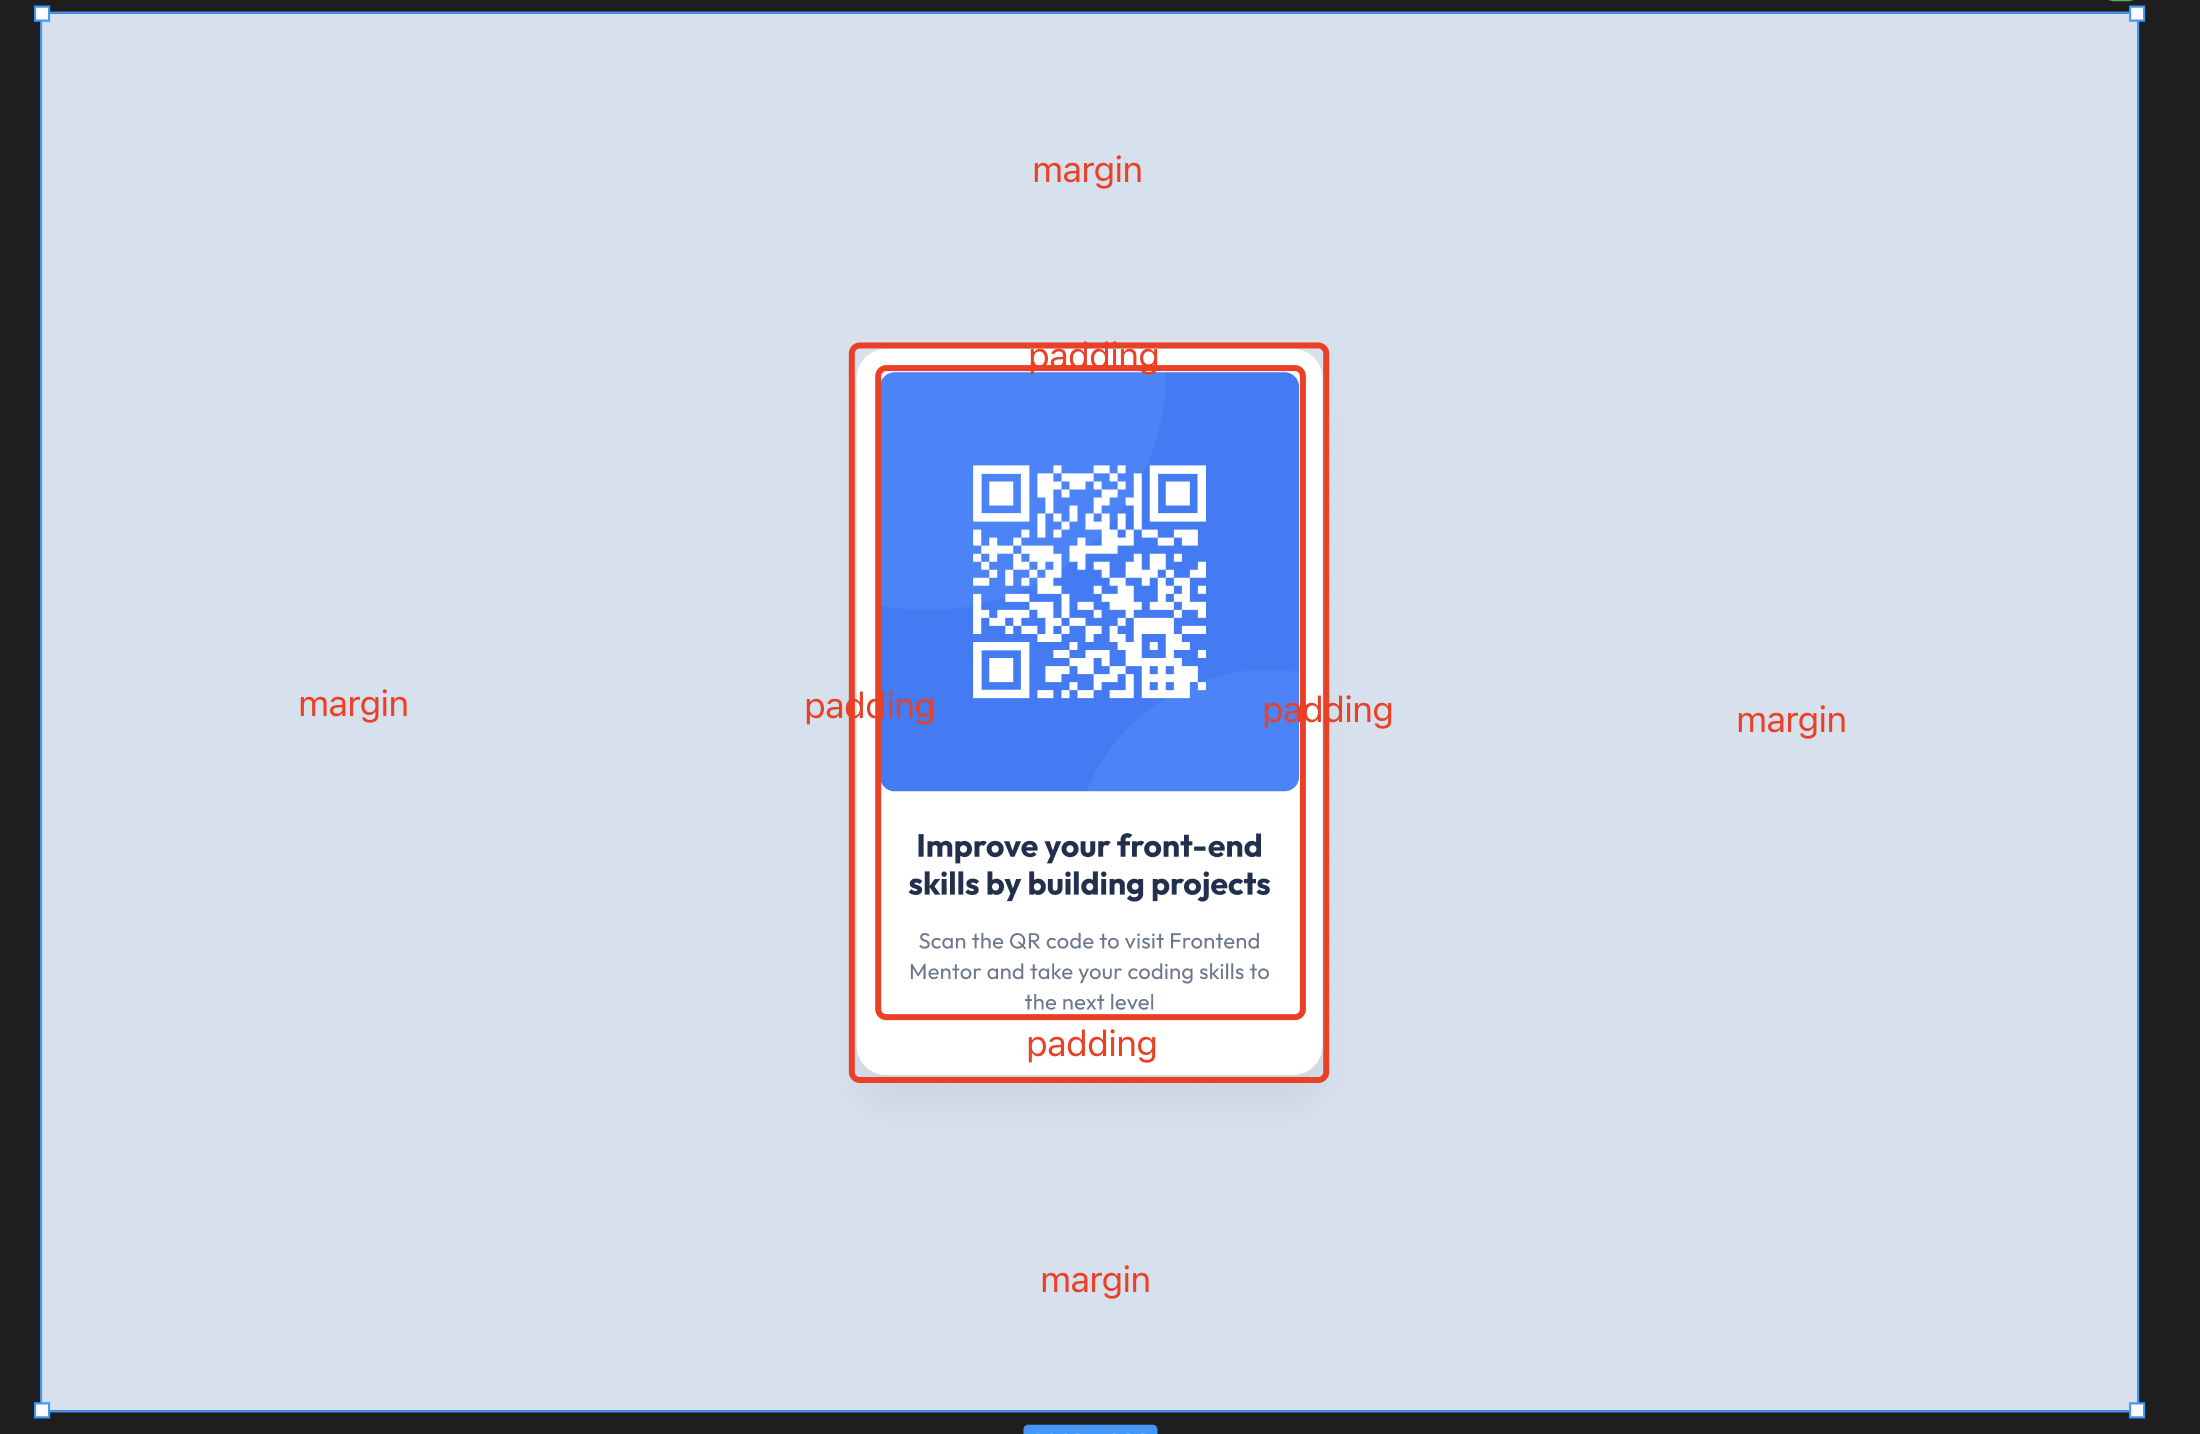 margin
padding
margin
padding
padding
margin
Improve your front-end
skills by building projects
Scan the QR code to visit Frontend
Mentor and take your coding skills to
the next level
padding
margin